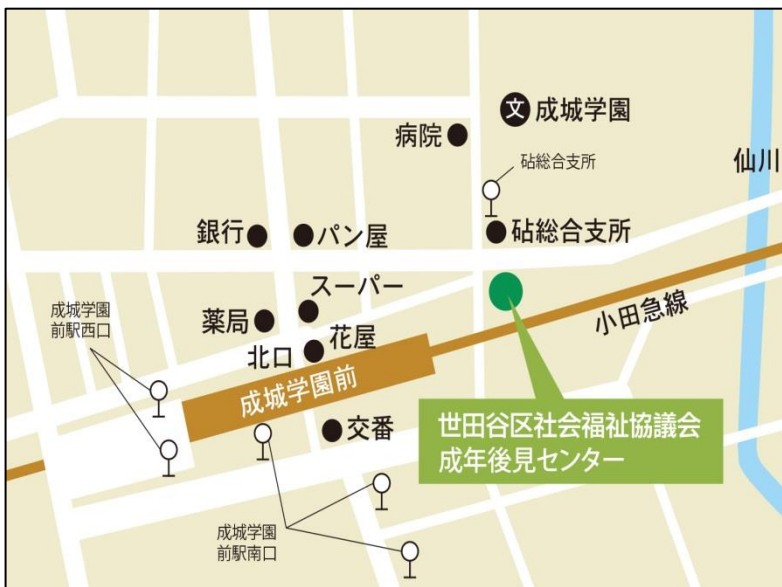 文 成城学園
病院
砧総合支所
仙川
銀行
パン屋
砧総合支所
スーパー
成城学園
前駅西口
薬局
花屋
北口
小田急線
成城学園前
交番
世田谷区社会福祉協議会
成年後見センター
成城学園
前駅南口